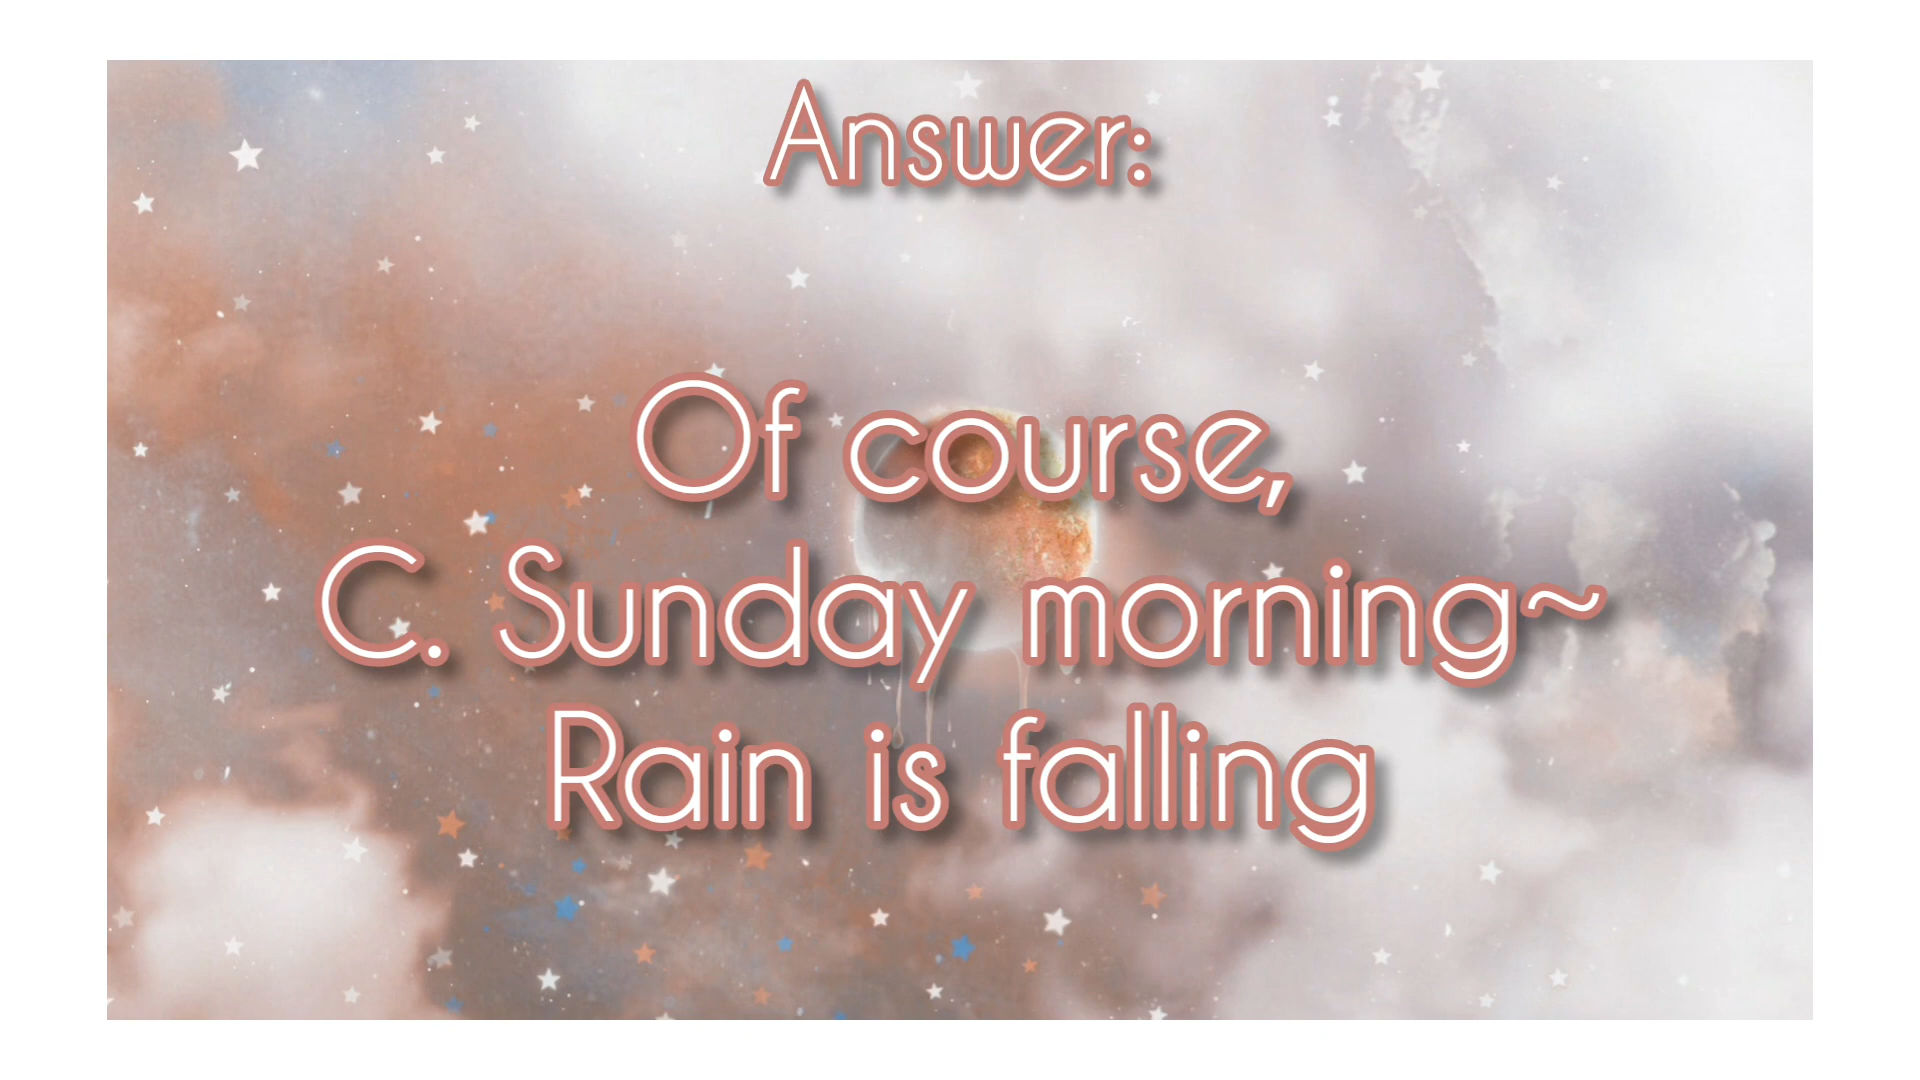 Answer:
Of course,
C. Sunday morning~
Rain is falling